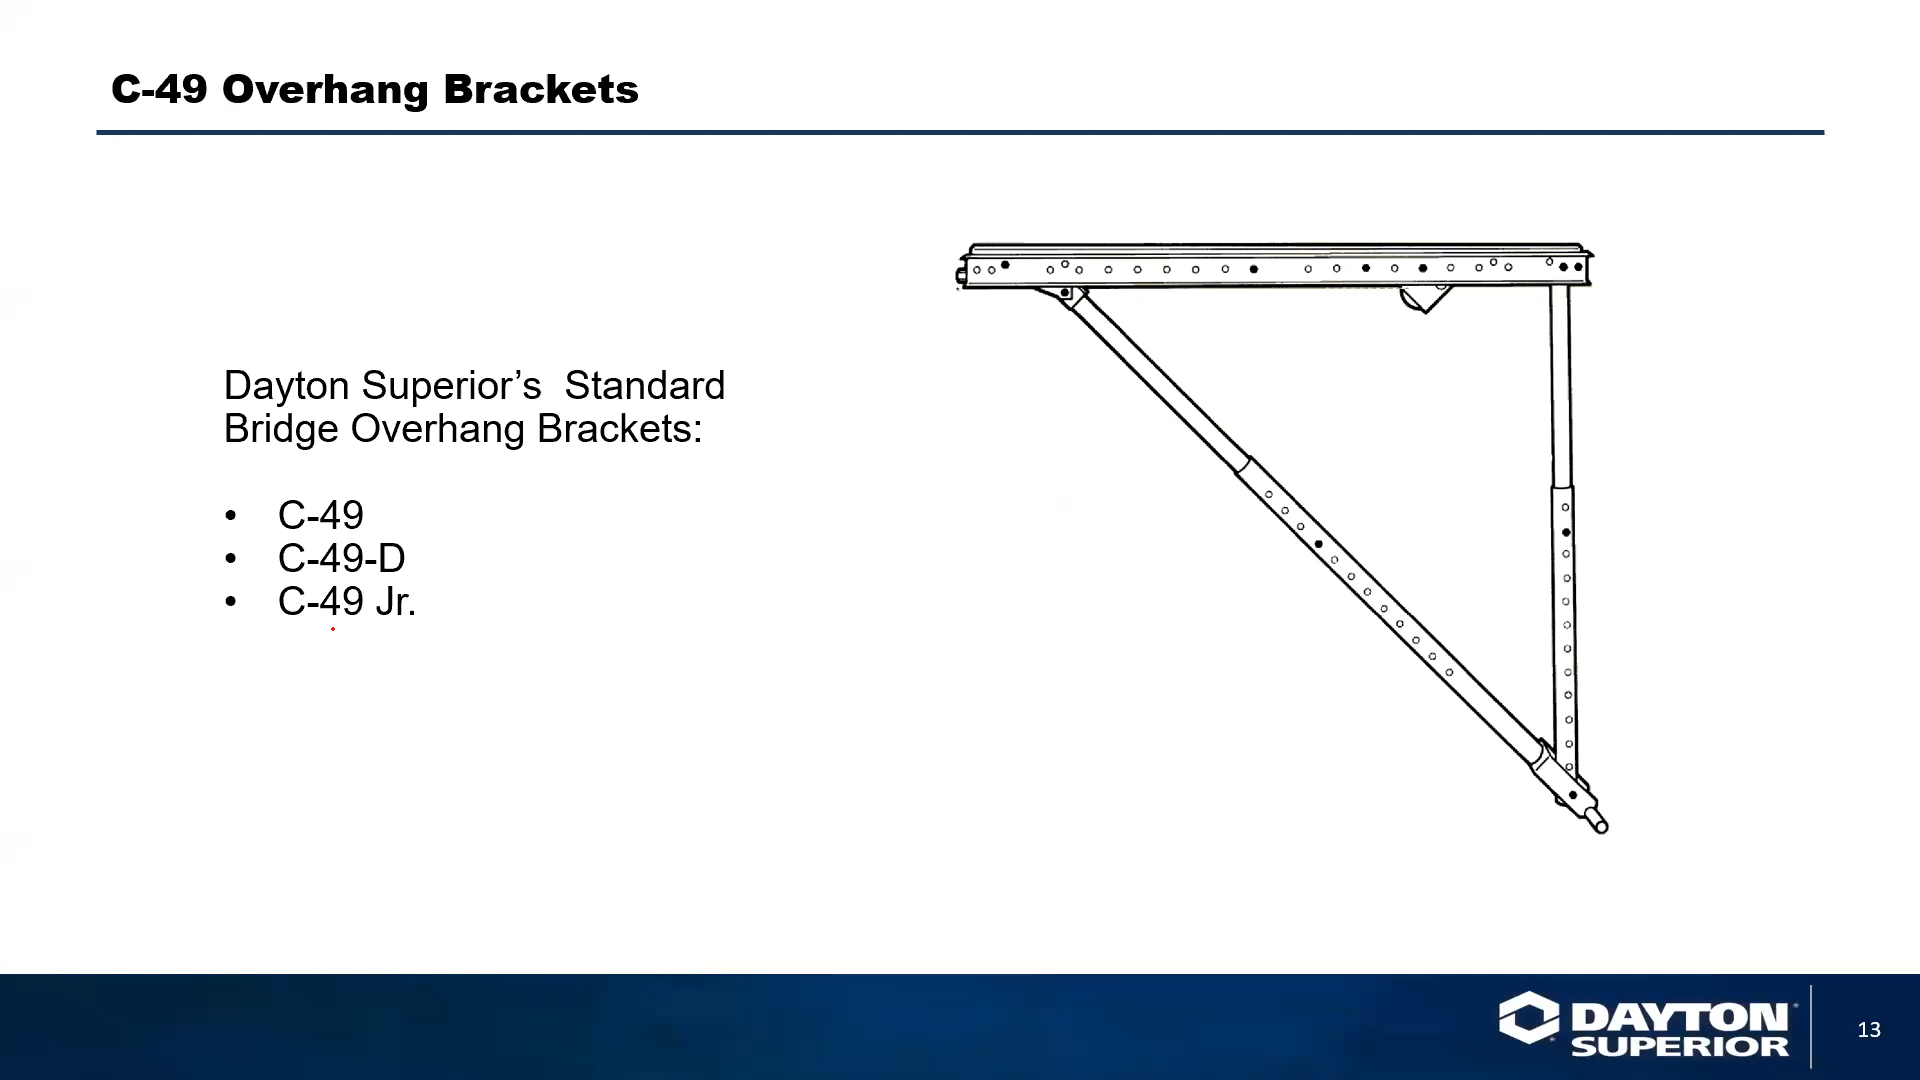 C-49 Overhang Brackets
Dayton Superior’s  Standard
Bridge Overhang Brackets:
• C-49
• C-49-D
• C-49 Jr.
DAYTON
SUPERIOR
13